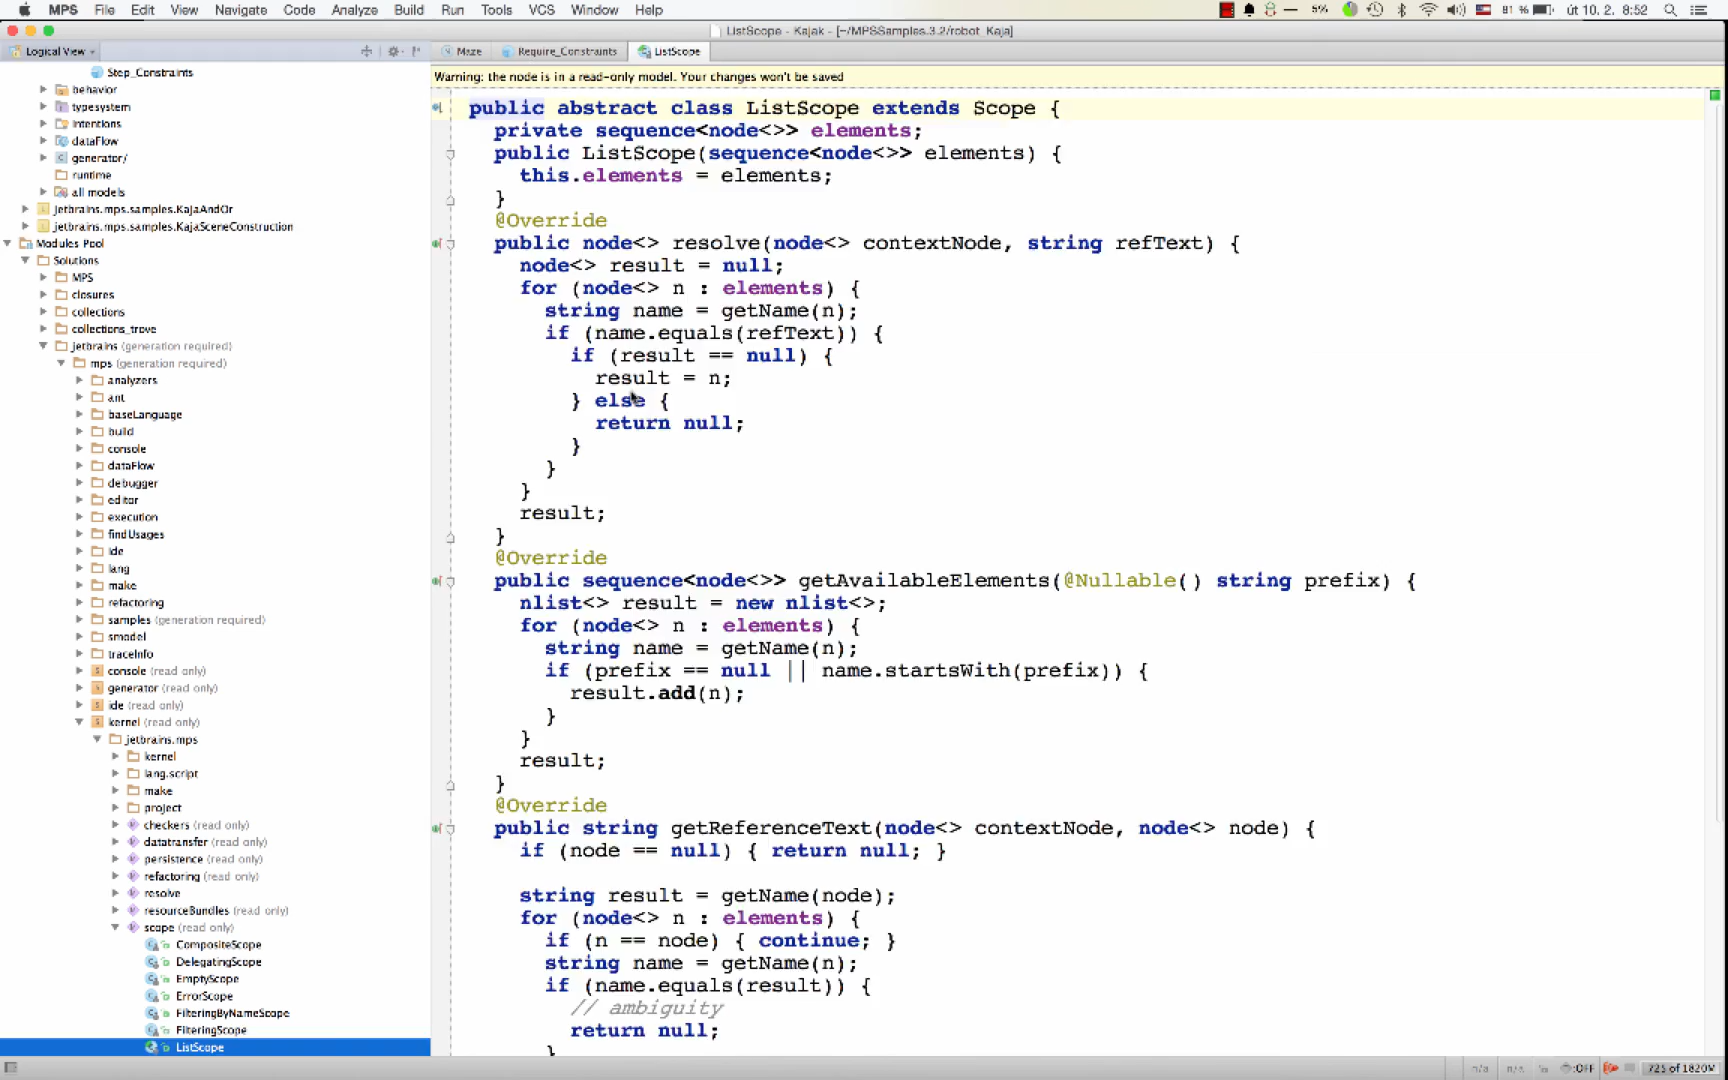 MPS File Edit View Navigate Code Analyze Build Run Tools VCS Window Help
5% 81 % út 10. 2. 8:52
ListScope - Kajak - [~/MPSSamples.3.2/robot_Kaja]
Logical View
Maze Require_Constraints ListScope
Warning: the node is in a read-only model. Your changes won't be saved
Step_Constraints
behavior
typesystem
intentions
dataFlow
generator/
runtime
all models
jetbrains.mps.samples.KajaAndOr
jetbrains.mps.samples.KajaSceneConstruction
Modules Pool
Solutions
MPS
closures
collections
collections_trove
jetbrains (generation required)
mps (generation required)
analyzers
ant
baseLanguage
build
console
dataFlow
debugger
editor
execution
findUsages
ide
lang
make
refactoring
samples (generation required)
smodel
traceInfo
console (read only)
generator (read only)
ide (read only)
kernel (read only)
jetbrains.mps
kernel
lang.script
make
project
checkers (read only)
datatransfer (read only)
persistence (read only)
refactoring (read only)
resolve
resourceBundles (read only)
scope (read only)
CompositeScope
DelegatingScope
EmptyScope
ErrorScope
FilteringByNameScope
FilteringScope
ListScope
public abstract class ListScope extends Scope {
private sequence<node<>> elements;
public ListScope(sequence<node<>> elements) {
this.elements = elements;
}
@Override
public node<> resolve(node<> contextNode, string refText) {
node<> result = null;
for (node<> n : elements) {
string name = getName(n);
if (name.equals(refText)) {
if (result == null) {
result = n;
} else {
return null;
}
}
}
result;
}
@Override
public sequence<node<>> getAvailableElements(@Nullable() string prefix) {
nlist<> result = new nlist<>;
for (node<> n : elements) {
string name = getName(n);
if (prefix == null || name.startsWith(prefix)) {
result.add(n);
}
}
result;
}
@Override
public string getReferenceText(node<> contextNode, node<> node) {
if (node == null) { return null; }
string result = getName(node);
for (node<> n : elements) {
if (n == node) { continue; }
string name = getName(n);
if (name.equals(result)) {
// ambiguity
return null;
}
n/a n/a :OFF 725 of 1820M